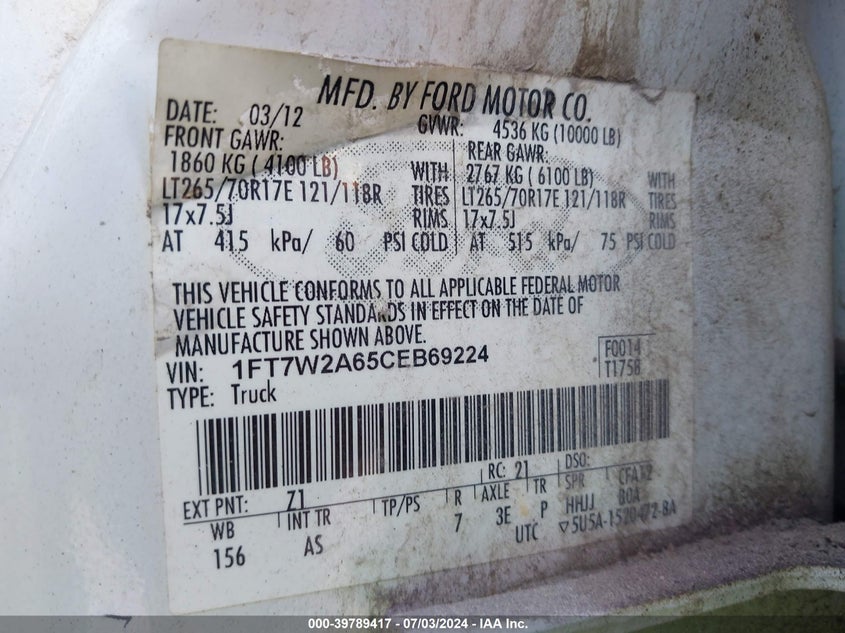 MFD. BY FORD MOTOR CO.
DATE: 03/12 GVWR: 4536 KG (10000 LB)
FRONT GAWR: REAR GAWR:
1860 KG ( 4100 LB) WITH 2767 KG ( 6100 LB) WITH
LT265/70R17E 121/118R TIRES LT265/70R17E 121/118R TIRES
17x7.5J RIMS 17x7.5J RIMS
AT 415 kPa/ 60 PSI COLD AT 515 kPa/ 75 PSI COLD
THIS VEHICLE CONFORMS TO ALL APPLICABLE FEDERAL MOTOR
VEHICLE SAFETY STANDARDS IN EFFECT ON THE DATE OF
MANUFACTURE SHOWN ABOVE.
VIN: 1FT7W2A65CEB69224 F0014
TYPE: Truck T1758
RC: 21 DSO:
EXT PNT: Z1
WB INT TR TP/PS R AXLE TR SPR
156 AS 7 3E P HHJJ
UTC ▽5U5A-1520472-BA
000-39789417 - 07/03/2024 - IAA Inc.